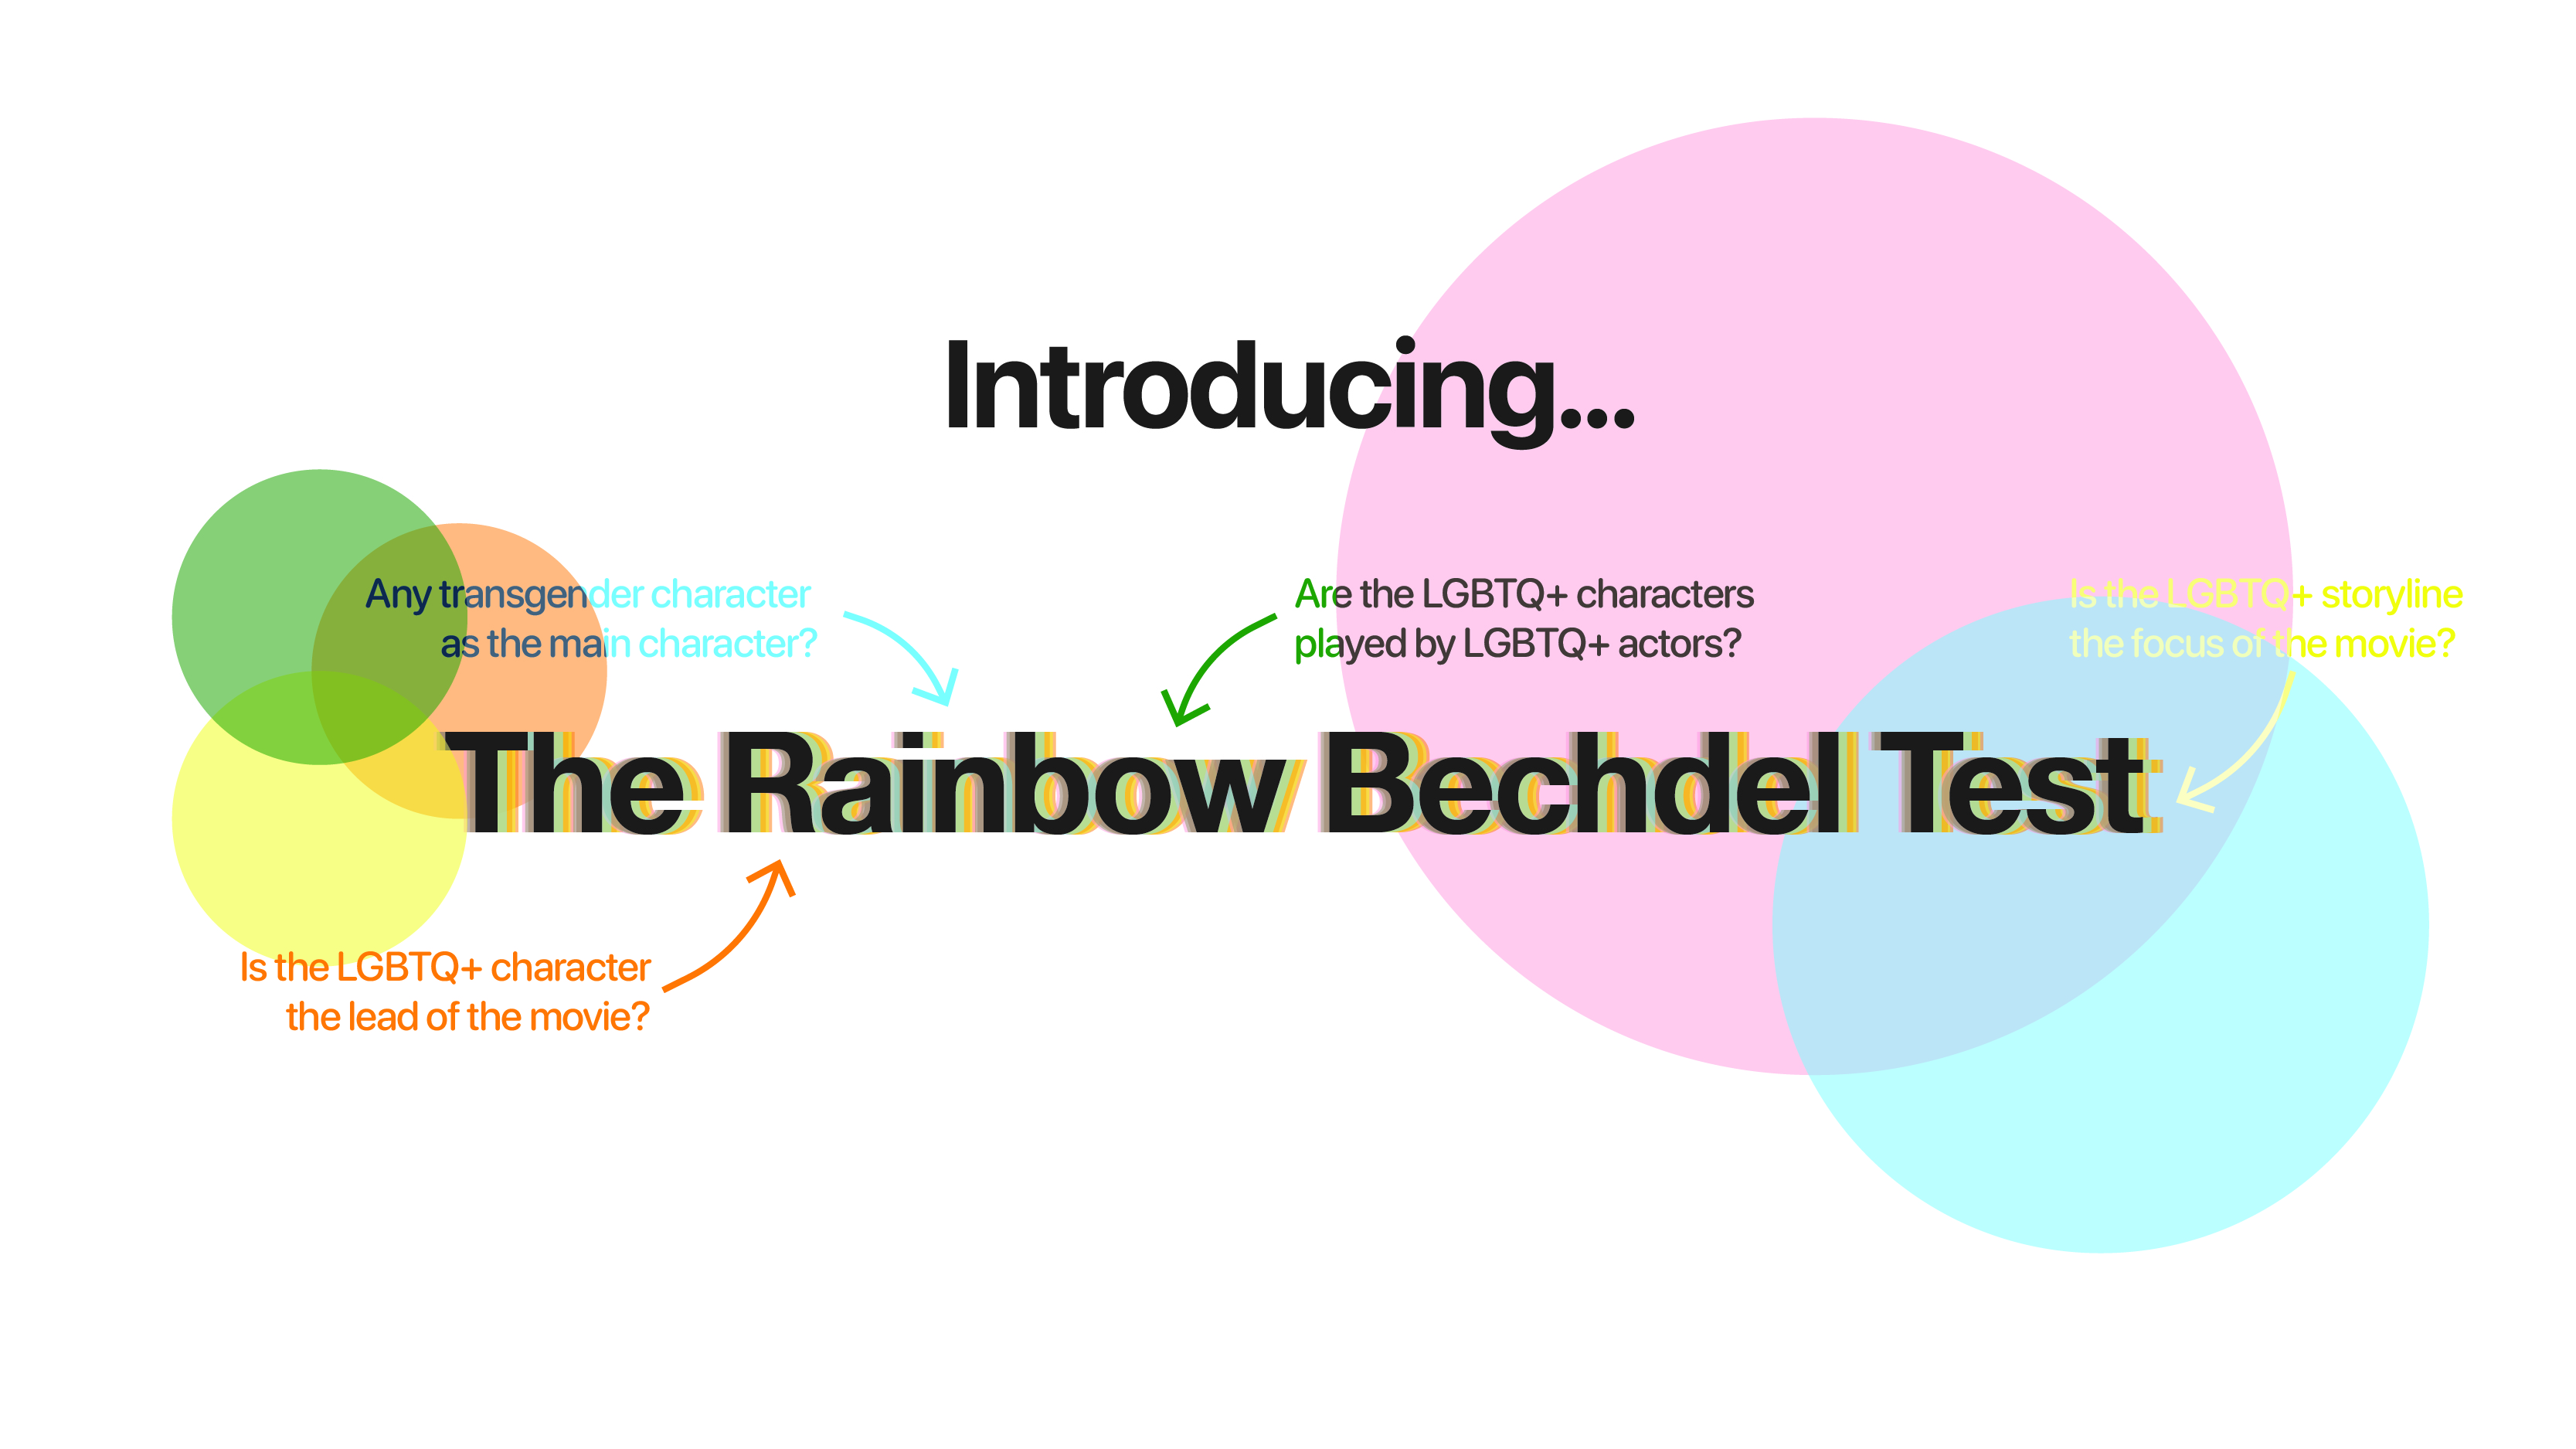 Introducing...
Any transgender character
as the main character?
Are the LGBTQ+ characters
played by LGBTQ+ actors?
Is the LGBTQ+ storyline
the focus of the movie?
The Rainbow Bechdel Test
Is the LGBTQ+ character
the lead of the movie?